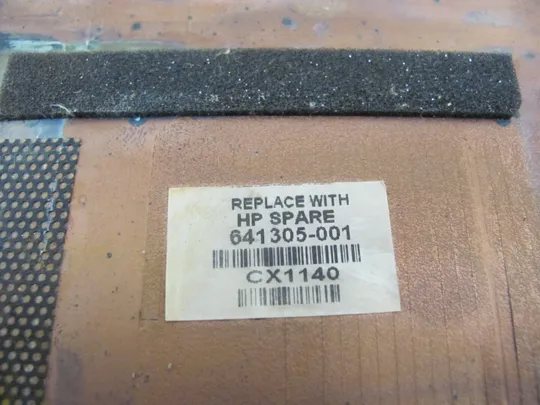 REPLACE WITH
HP SPARE
641305-001
CX1140